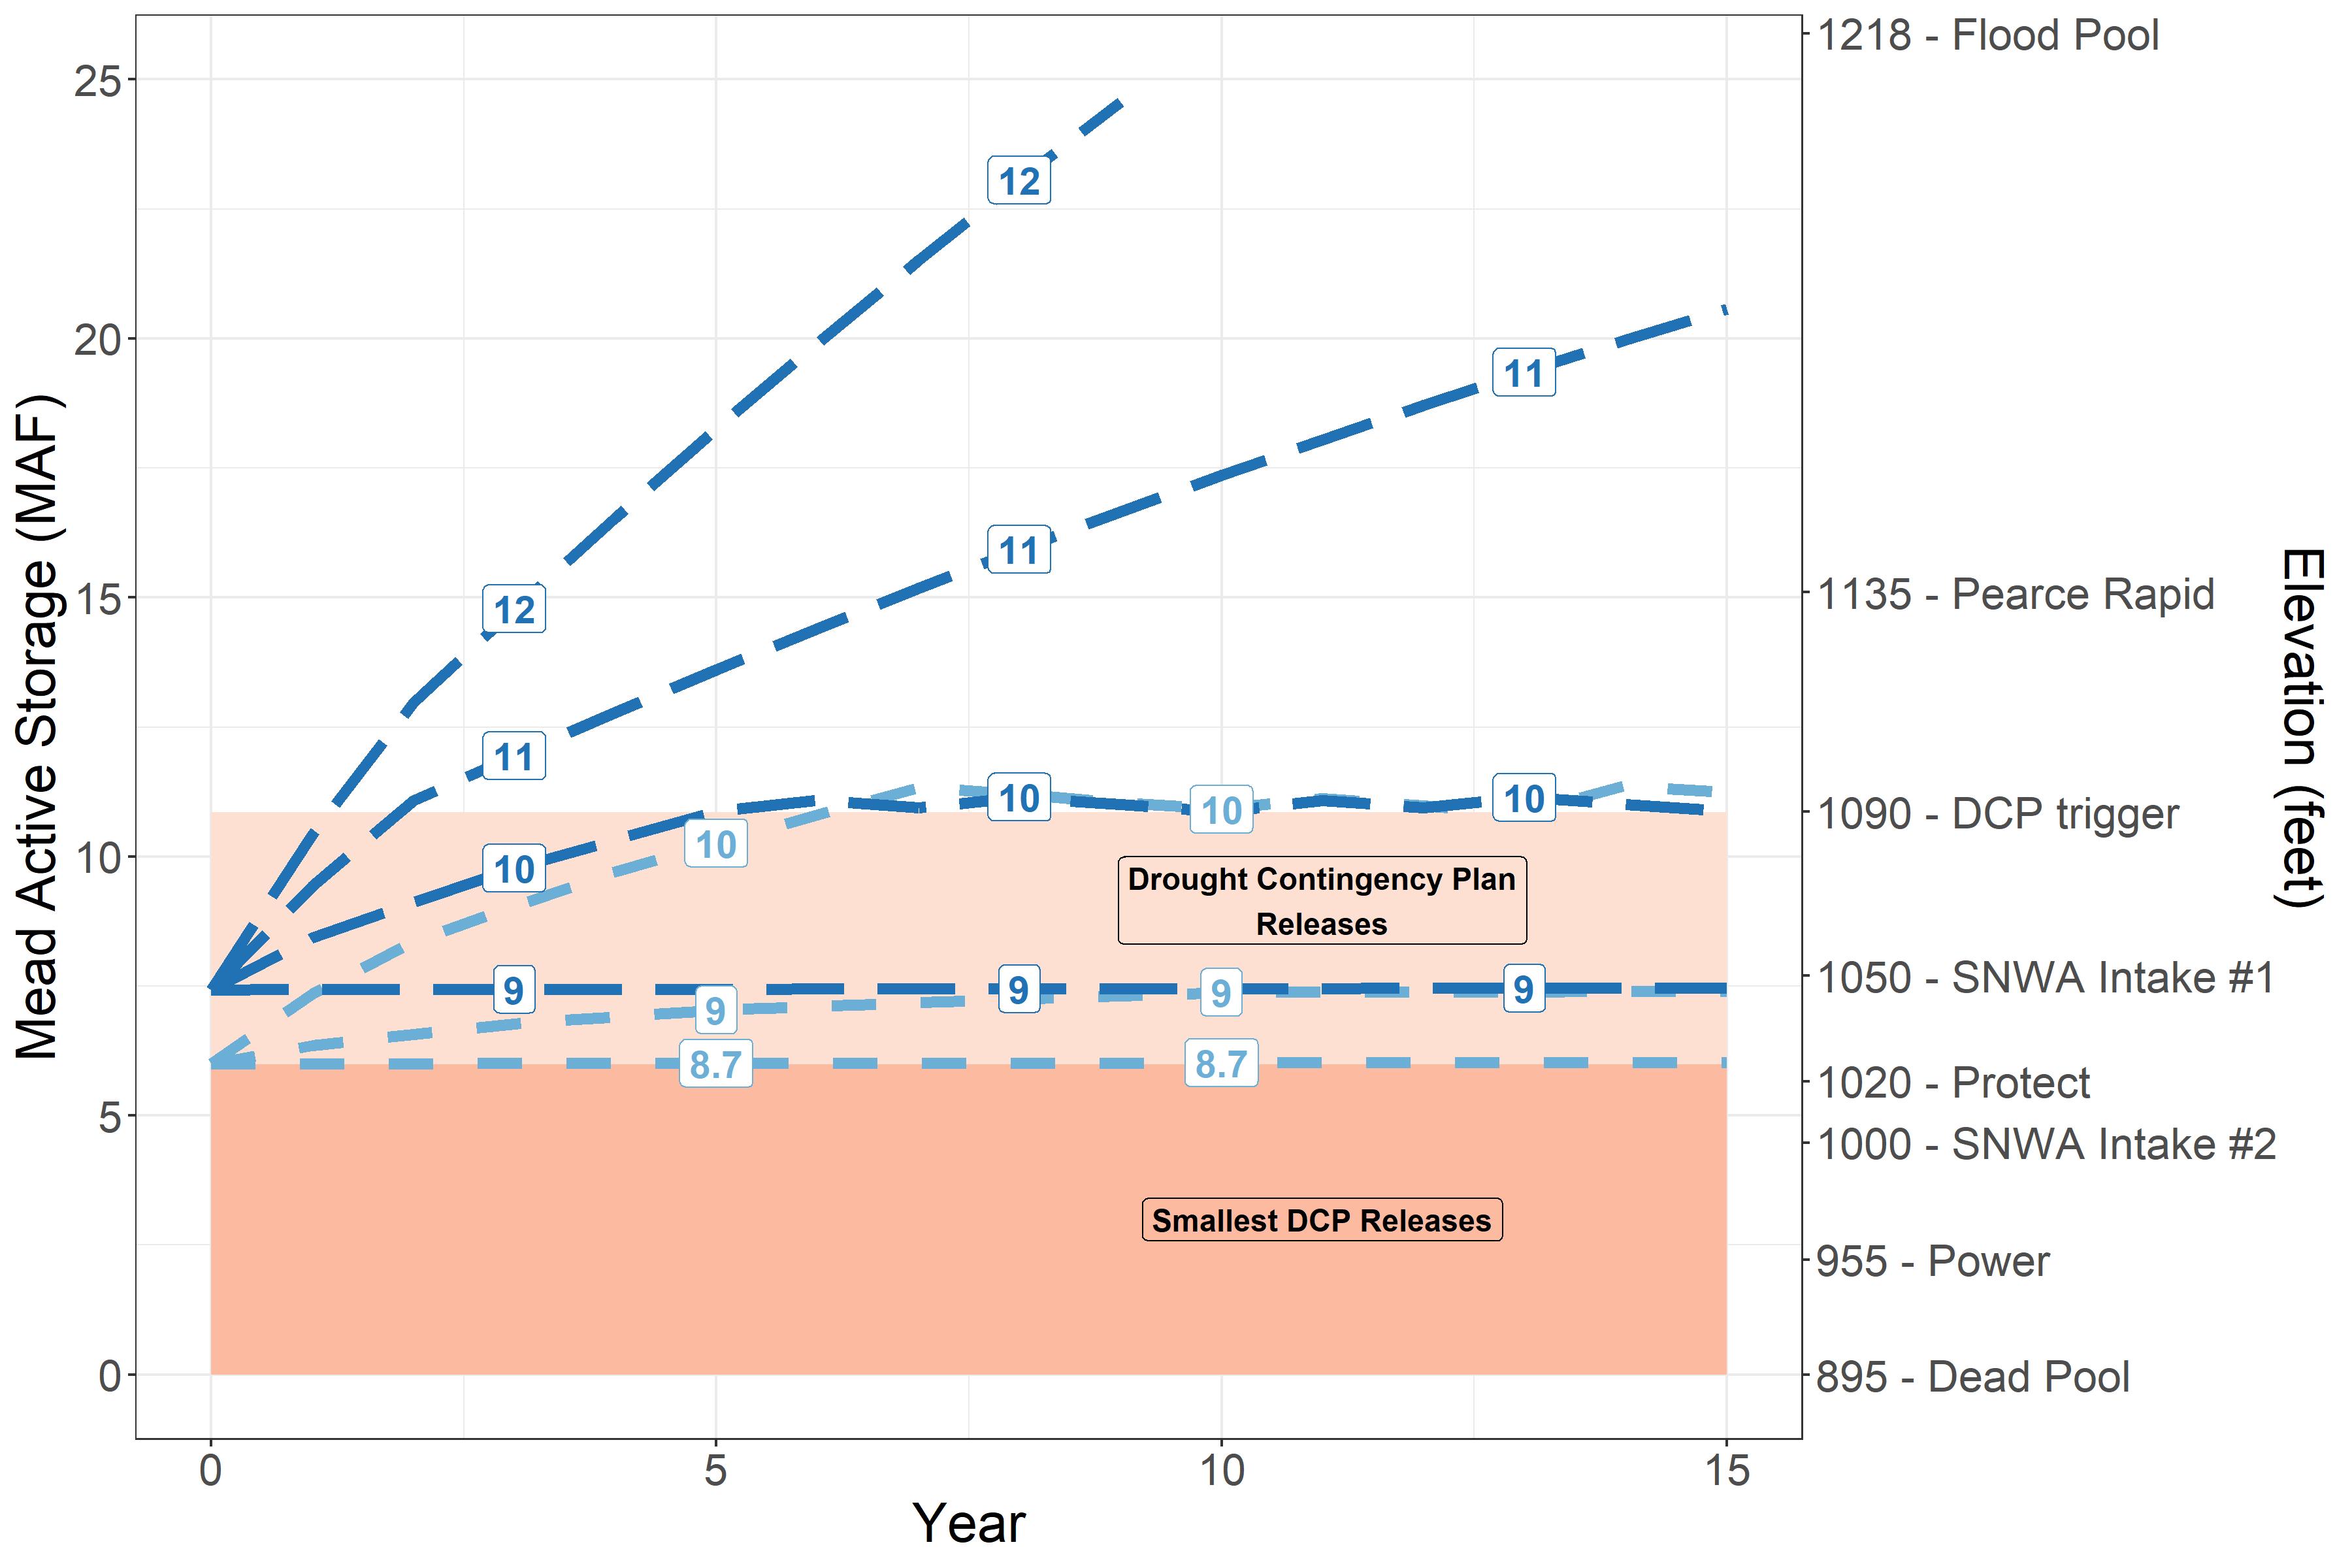 Mead Active Storage (MAF)
25
20
15
10
5
0
12
12
11
11
11
10
10
10
10
10
9
9
9
9
9
8.7
8.7
Drought Contingency Plan
Releases
Smallest DCP Releases
1218 - Flood Pool
1135 - Pearce Rapid
1090 - DCP trigger
1050 - SNWA Intake #1
1020 - Protect
1000 - SNWA Intake #2
955 - Power
895 - Dead Pool
Elevation (feet)
0
5
10
15
Year